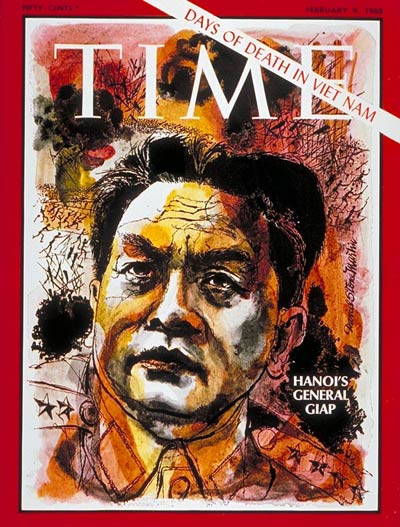 FIFTY CENTS
FEBRUARY 9, 1968
DAYS OF DEATH IN VIET NAM
TIME
HANOI'S
GENERAL
GIAP